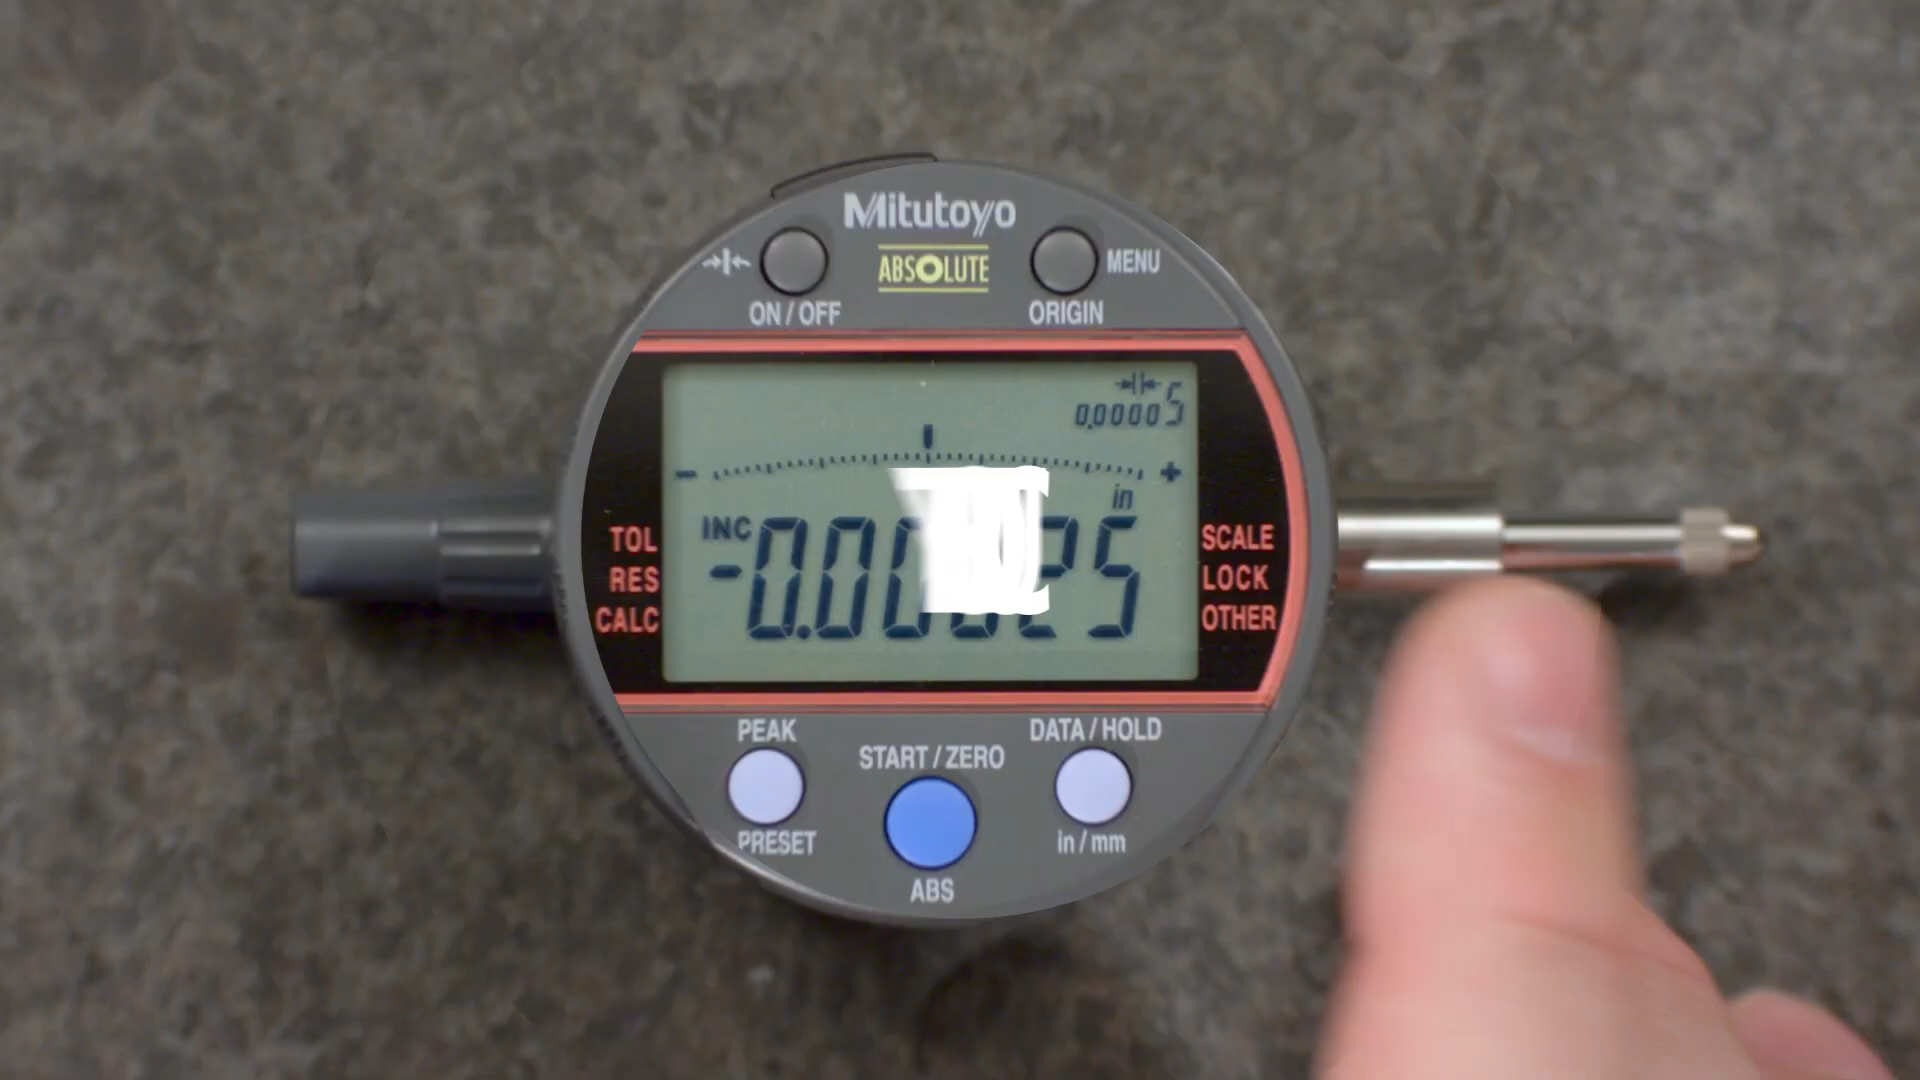 Mitutoyo
ABSOLUTE
MENU
ON / OFF
ORIGIN
0.00005
- +
in
INC
TOL
RES
CALC
SCALE
LOCK
OTHER
PEAK
START / ZERO
DATA / HOLD
PRESET
in / mm
ABS